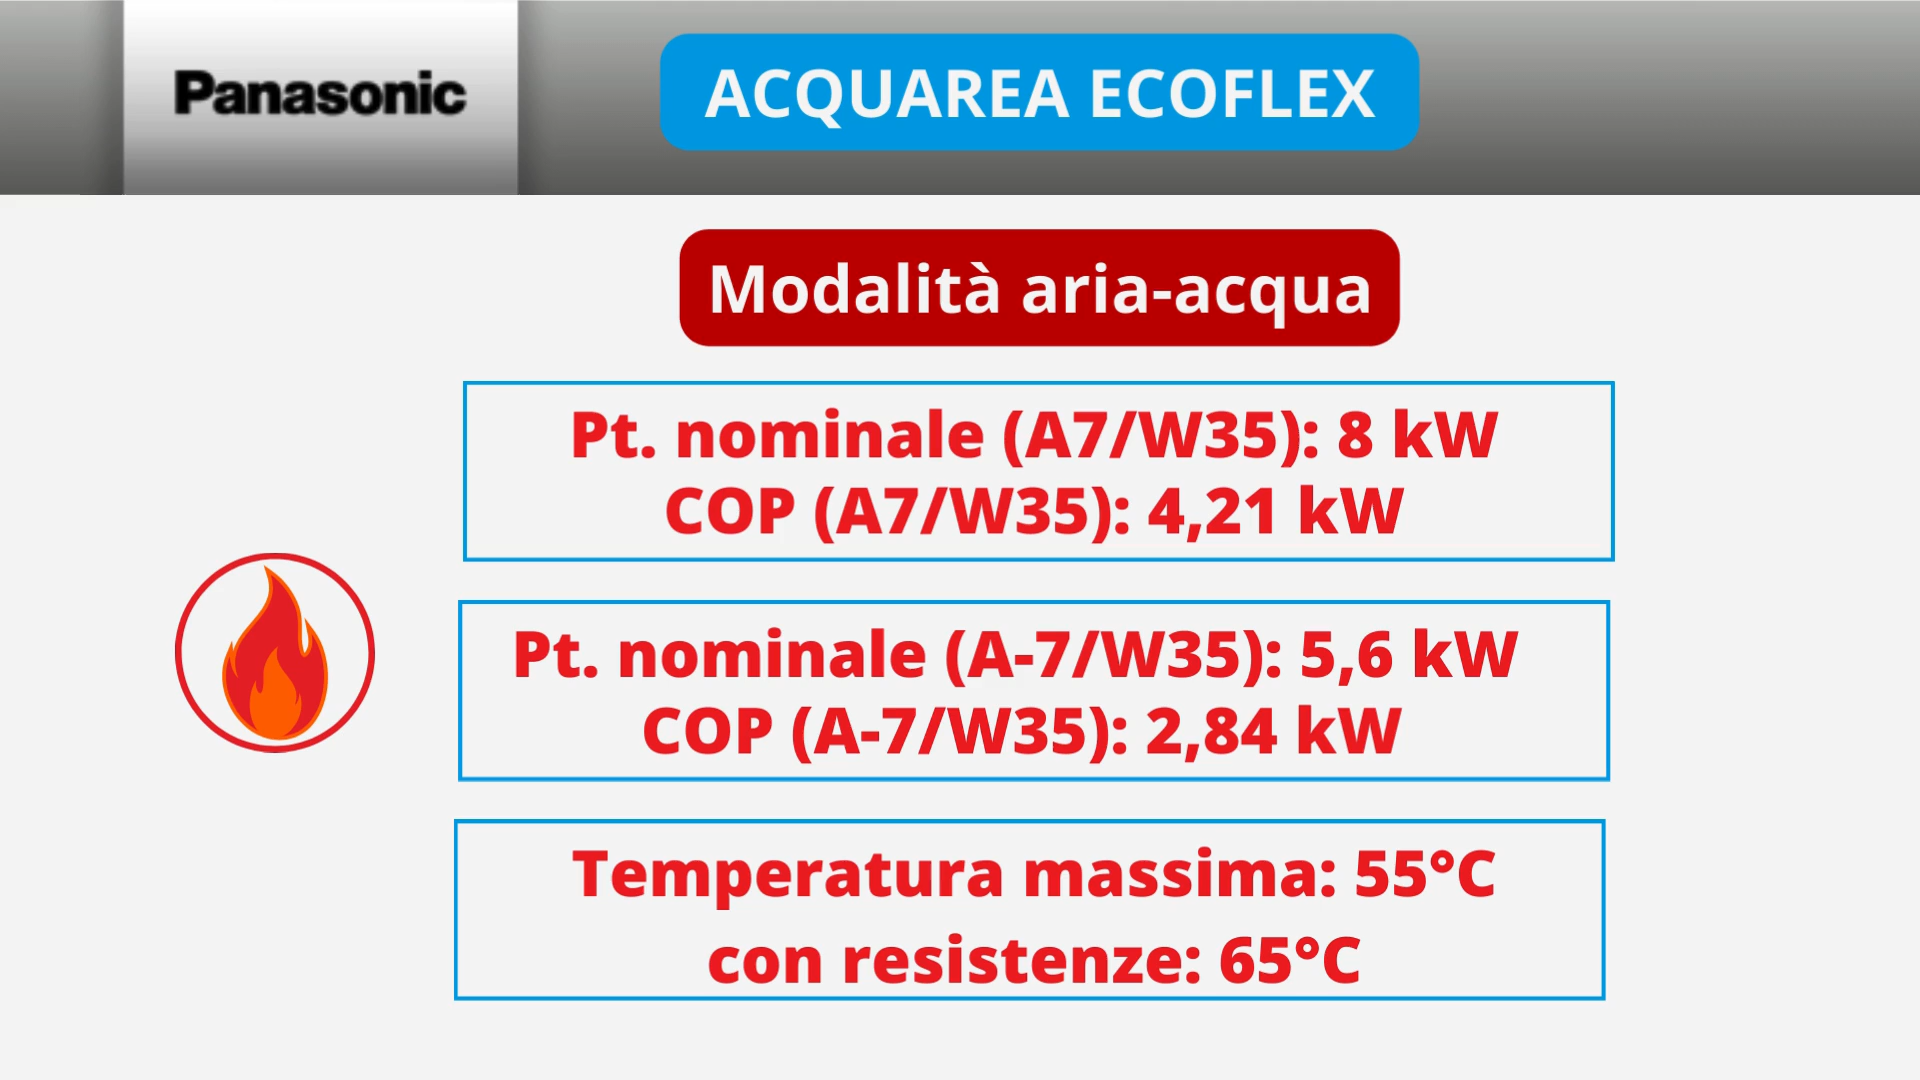 Panasonic
ACQUAREA ECOFLEX
Modalità aria-acqua
Pt. nominale (A7/W35): 8 kW
COP (A7/W35): 4,21 kW
Pt. nominale (A-7/W35): 5,6 kW
COP (A-7/W35): 2,84 kW
Temperatura massima: 55°C
con resistenze: 65°C